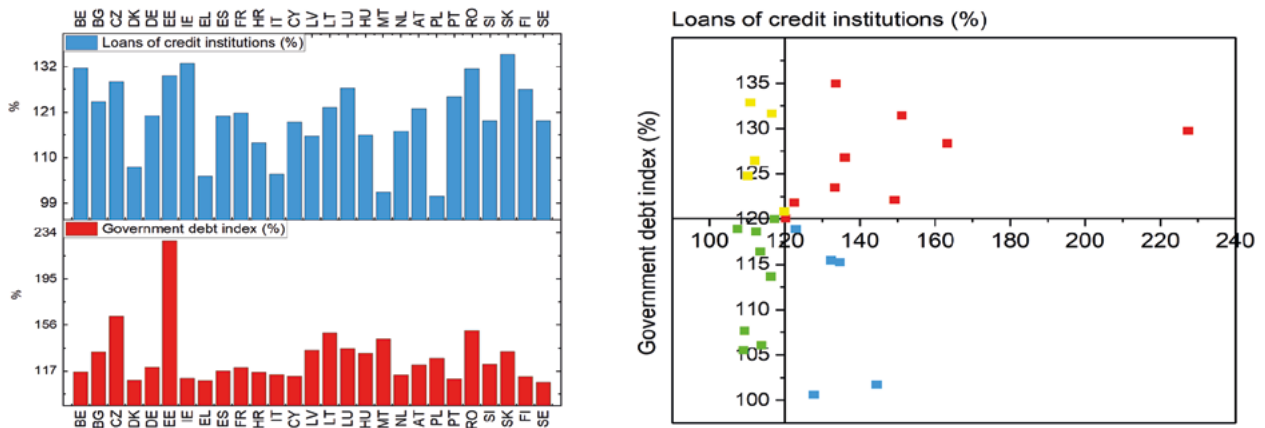 BE BG CZ DK DE EE IE EL ES FR HR IT CY LV LT LU HU MT NL AT PL PT RO SI SK FI SE
Loans of credit institutions (%)
132
121
110
99
%
Government debt index (%)
234
195
156
117
%
BE BG CZ DK DE EE IE EL ES FR HR IT CY LV LT LU HU MT NL AT PL PT RO SI SK FI SE
Loans of credit institutions (%)
Government debt index (%)
135
130
125
120
115
110
105
100
100 120 140 160 180 200 220 240